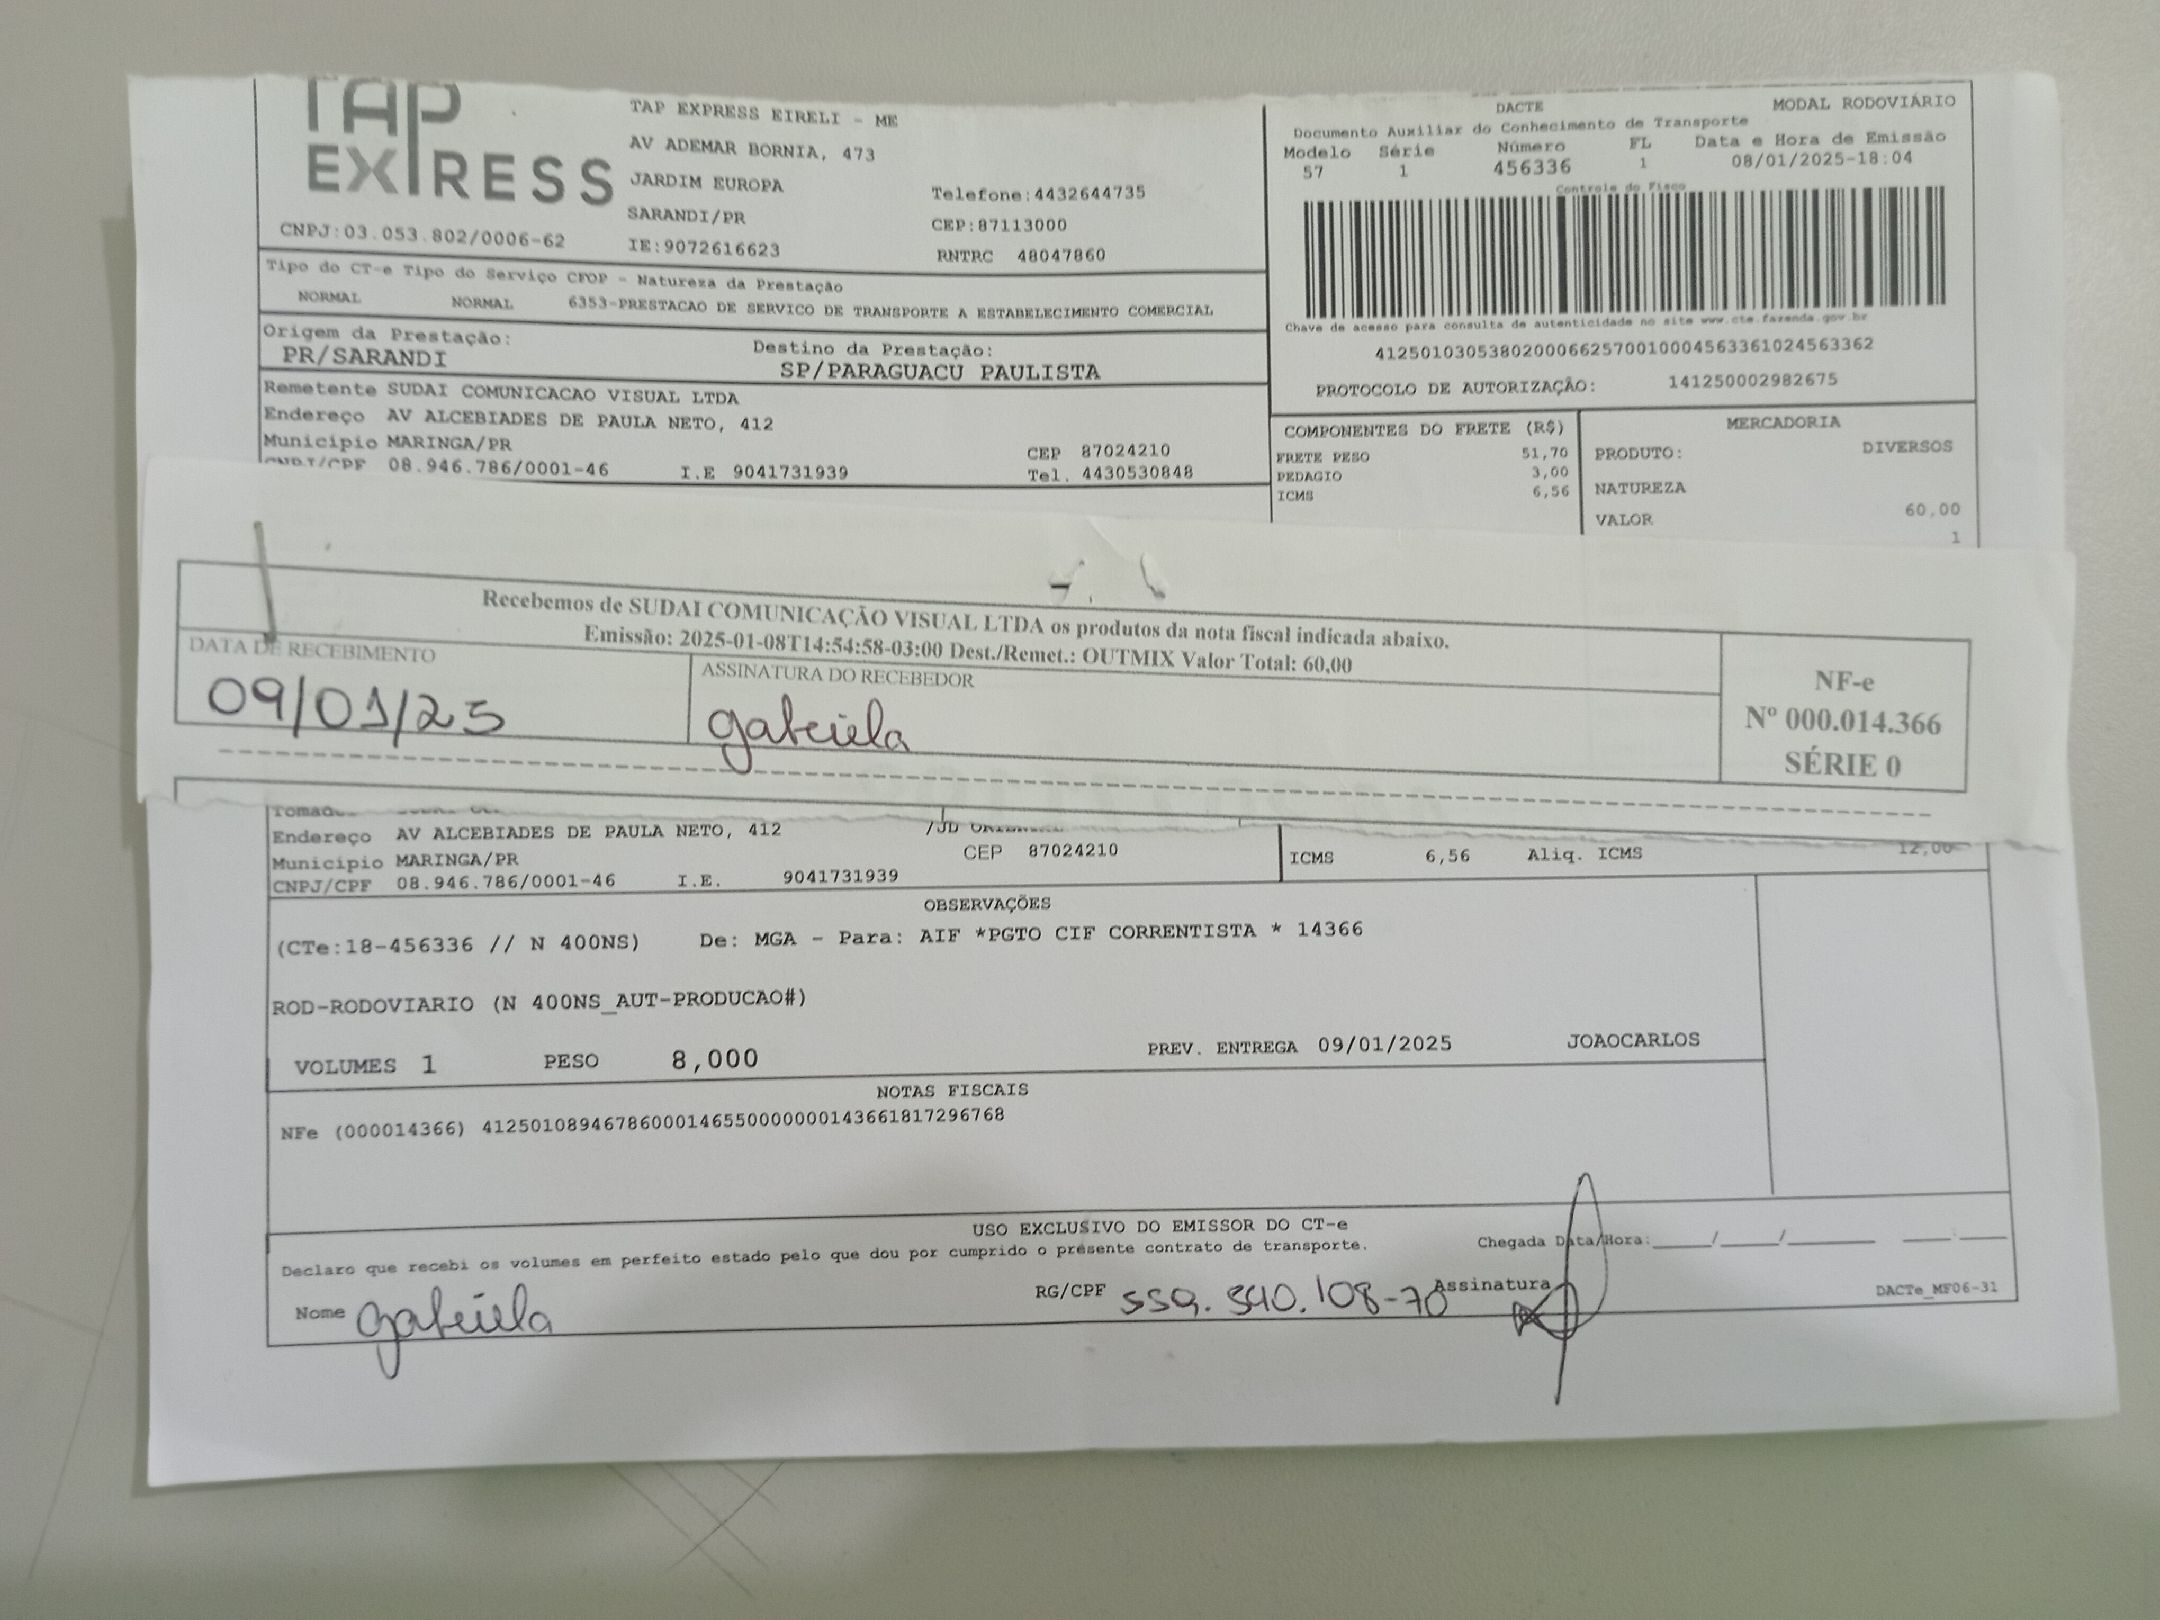 TAP
EXPRESS
CNPJ:03.053.802/0006-62
TAP EXPRESS EIRELI - ME
AV ADEMAR BORNIA, 473
JARDIM EUROPA
SARANDI/PR
IE:9072616623
Telefone:4432644735
CEP:87113000
RNTRC 48047860
DACTE MODAL RODOVIÁRIO
Documento Auxiliar do Conhecimento de Transporte
Modelo Série Número FL Data e Hora de Emissão
57 1 456336 1 08/01/2025-18:04
Controle do Fisco
Chave de acesso para consulta de autenticidade no site www.cte.fazenda.gov.br
41250103053802000662570010004563361024563362
PROTOCOLO DE AUTORIZAÇÃO: 141250002982675
Tipo do CT-e Tipo do Serviço CFOP - Natureza da Prestação
NORMAL NORMAL 6353-PRESTACAO DE SERVICO DE TRANSPORTE A ESTABELECIMENTO COMERCIAL
Origem da Prestação: Destino da Prestação:
PR/SARANDI SP/PARAGUACU PAULISTA
Remetente SUDAI COMUNICACAO VISUAL LTDA
Endereço AV ALCEBIADES DE PAULA NETO, 412
Município MARINGA/PR CEP 87024210
CNPJ/CPF 08.946.786/0001-46 I.E 9041731939 Tel. 4430530848
COMPONENTES DO FRETE (R$)
FRETE PESO 51,70
PEDAGIO 3,00
ICMS 6,56
MERCADORIA
PRODUTO: DIVERSOS
NATUREZA
VALOR 60,00
1
Recebemos de SUDAI COMUNICAÇÃO VISUAL LTDA os produtos da nota fiscal indicada abaixo.
Emissão: 2025-01-08T14:54:58-03:00 Dest./Remet.: OUTMIX Valor Total: 60,00
DATA DE RECEBIMENTO ASSINATURA DO RECEBEDOR
09/01/25 gabriela
NF-e
Nº 000.014.366
SÉRIE 0
Endereço AV ALCEBIADES DE PAULA NETO, 412 /JD
Município MARINGA/PR CEP 87024210
CNPJ/CPF 08.946.786/0001-46 I.E. 9041731939
ICMS 6,56 Aliq. ICMS 12,00
OBSERVAÇÕES
(CTe:18-456336 // N 400NS) De: MGA - Para: AIF *PGTO CIF CORRENTISTA * 14366
ROD-RODOVIARIO (N 400NS_AUT-PRODUCAO#)
VOLUMES 1 PESO 8,000 PREV. ENTREGA 09/01/2025 JOAOCARLOS
NOTAS FISCAIS
NFe (000014366) 41250108946786000146550000000143661817296768
USO EXCLUSIVO DO EMISSOR DO CT-e
Declaro que recebi os volumes em perfeito estado pelo que dou por cumprido o présente contrato de transporte. Chegada Data/Hora:_____/_____/_______ ____:____
Nome gabriela RG/CPF 559.340.108-70 Assinatura
DACTe_MF06-31